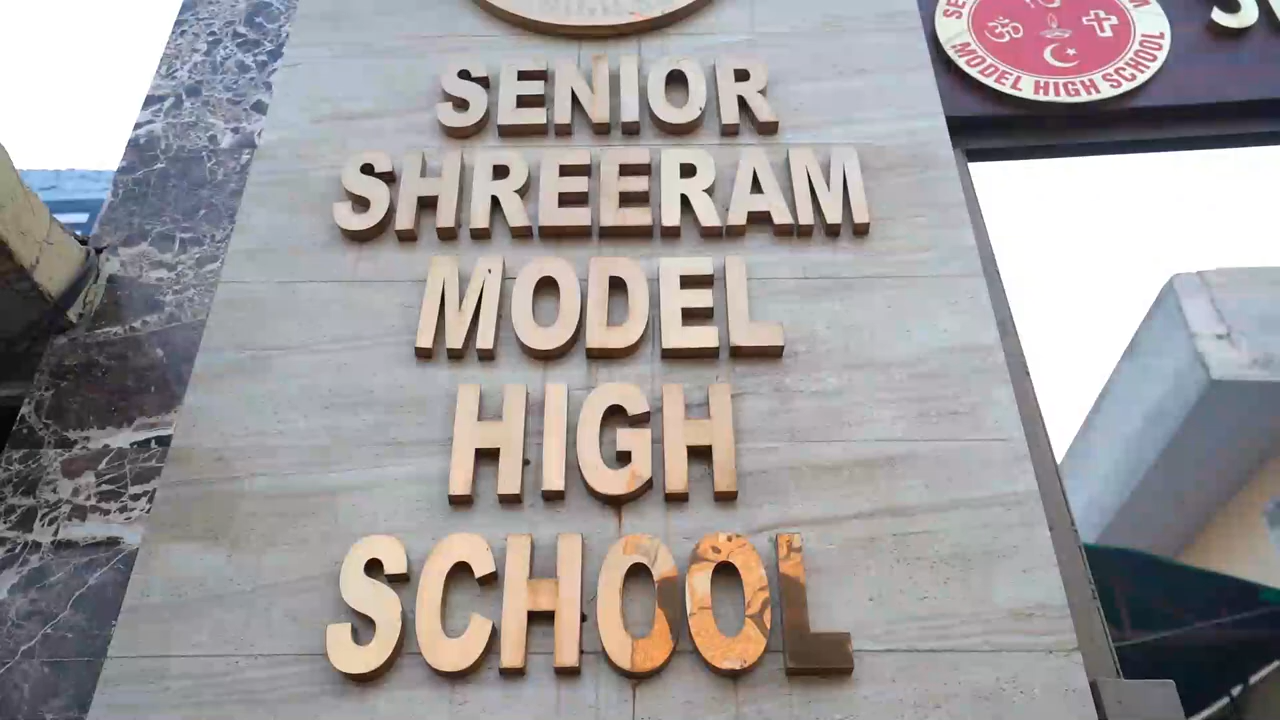 SENIOR
SHREERAM
MODEL
HIGH
SCHOOL
MODEL HIGH SCHOOL